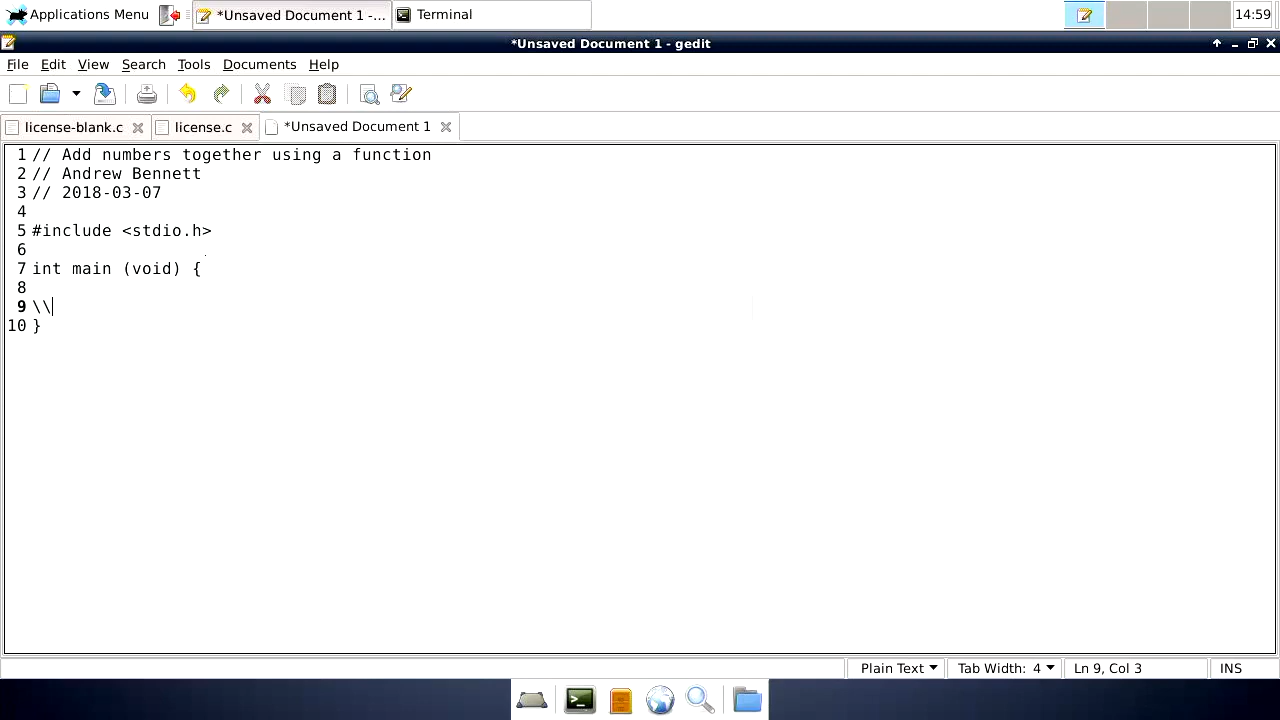 Applications Menu *Unsaved Document 1 -... Terminal 14:59
*Unsaved Document 1 - gedit
File Edit View Search Tools Documents Help
license-blank.c license.c *Unsaved Document 1
1 // Add numbers together using a function
2 // Andrew Bennett
3 // 2018-03-07
4
5 #include <stdio.h>
6
7 int main (void) {
8
9 \\
10 }
Plain Text Tab Width: 4 Ln 9, Col 3 INS